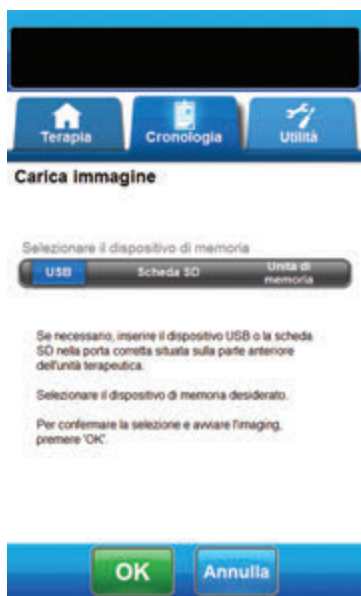 Terapia
Cronologia
Utilità
Carica immagine
Selezionare il dispositivo di memoria
USB
Scheda SD
Unità di
memoria
Se necessario, inserire il dispositivo USB o la scheda
SD nella porta corretta situata sulla parte anteriore
dell'unità terapeutica.
Selezionare il dispositivo di memoria desiderato.
Per confermare la selezione e avviare l'imaging,
premere 'OK'.
OK
Annulla